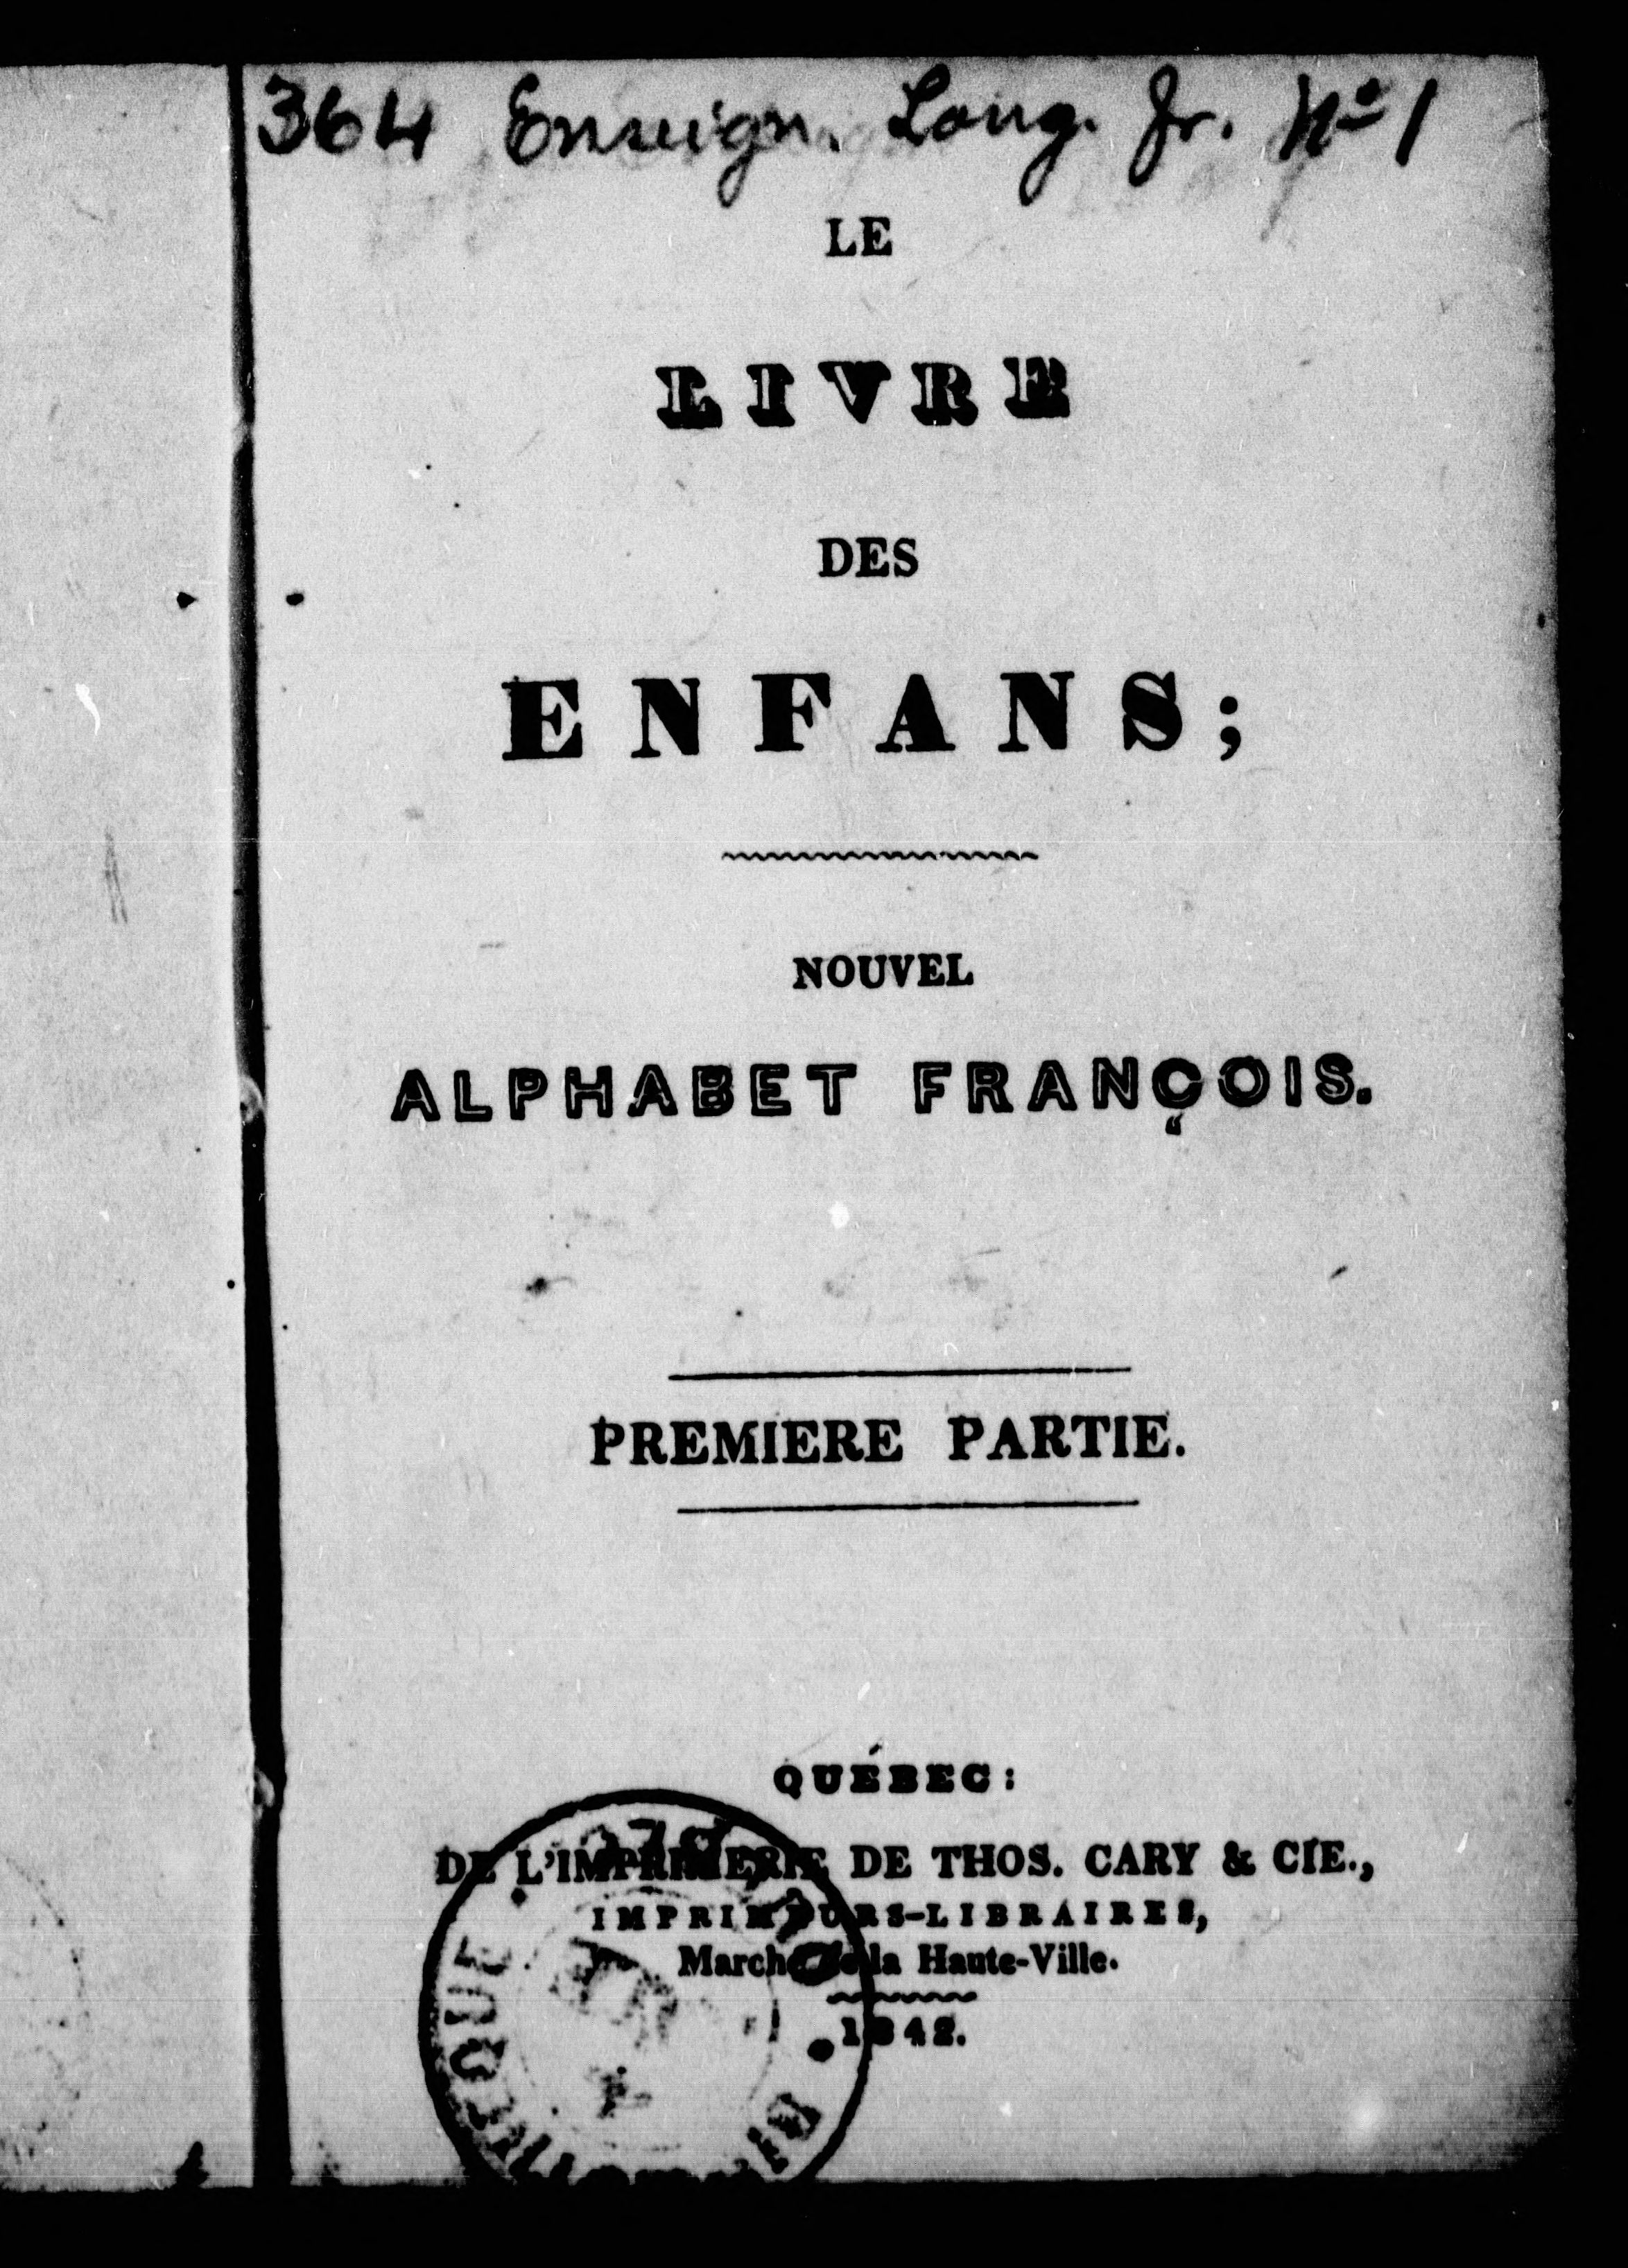 364 Enseign. Lang. fr. No 1
LE
LIVRE
DES
ENFANS;
NOUVEL
ALPHABET FRANÇOIS.
PREMIERE PARTIE.
QUÉBEC:
DE L'IMPRIMERIE DE THOS. CARY & CIE.,
IMPRIMEURS-LIBRAIRES,
Marché de la Haute-Ville.
1842.